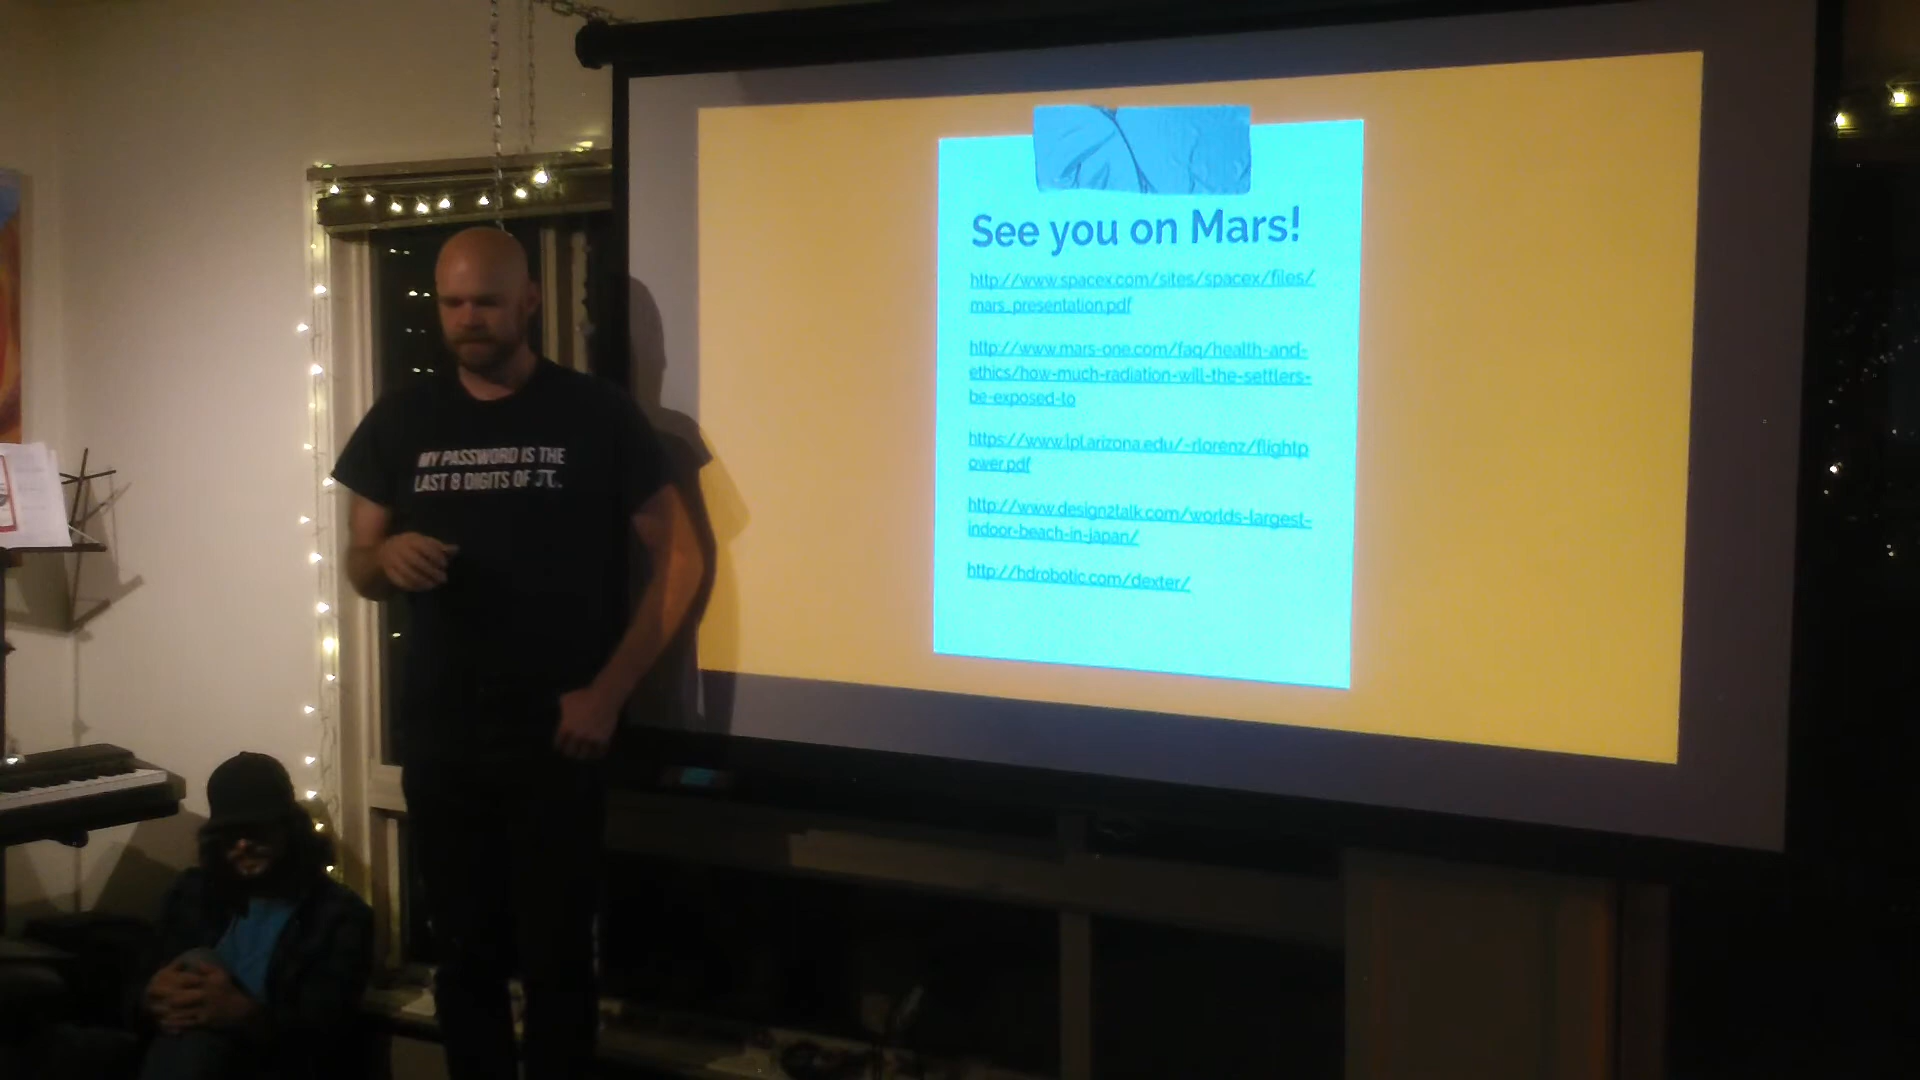 MY PASSWORD IS THE
LAST 8 DIGITS OF π.
See you on Mars!
http://www.spacex.com/sites/spacex/files/
mars_presentation.pdf
http://www.mars-one.com/faq/health-and-
ethics/how-much-radiation-will-the-settlers-
be-exposed-to
https://www.lpl.arizona.edu/~rlorenz/flightp
ower.pdf
http://www.design2talk.com/worlds-largest-
indoor-beach-in-japan/
http://hdrobotic.com/dexter/